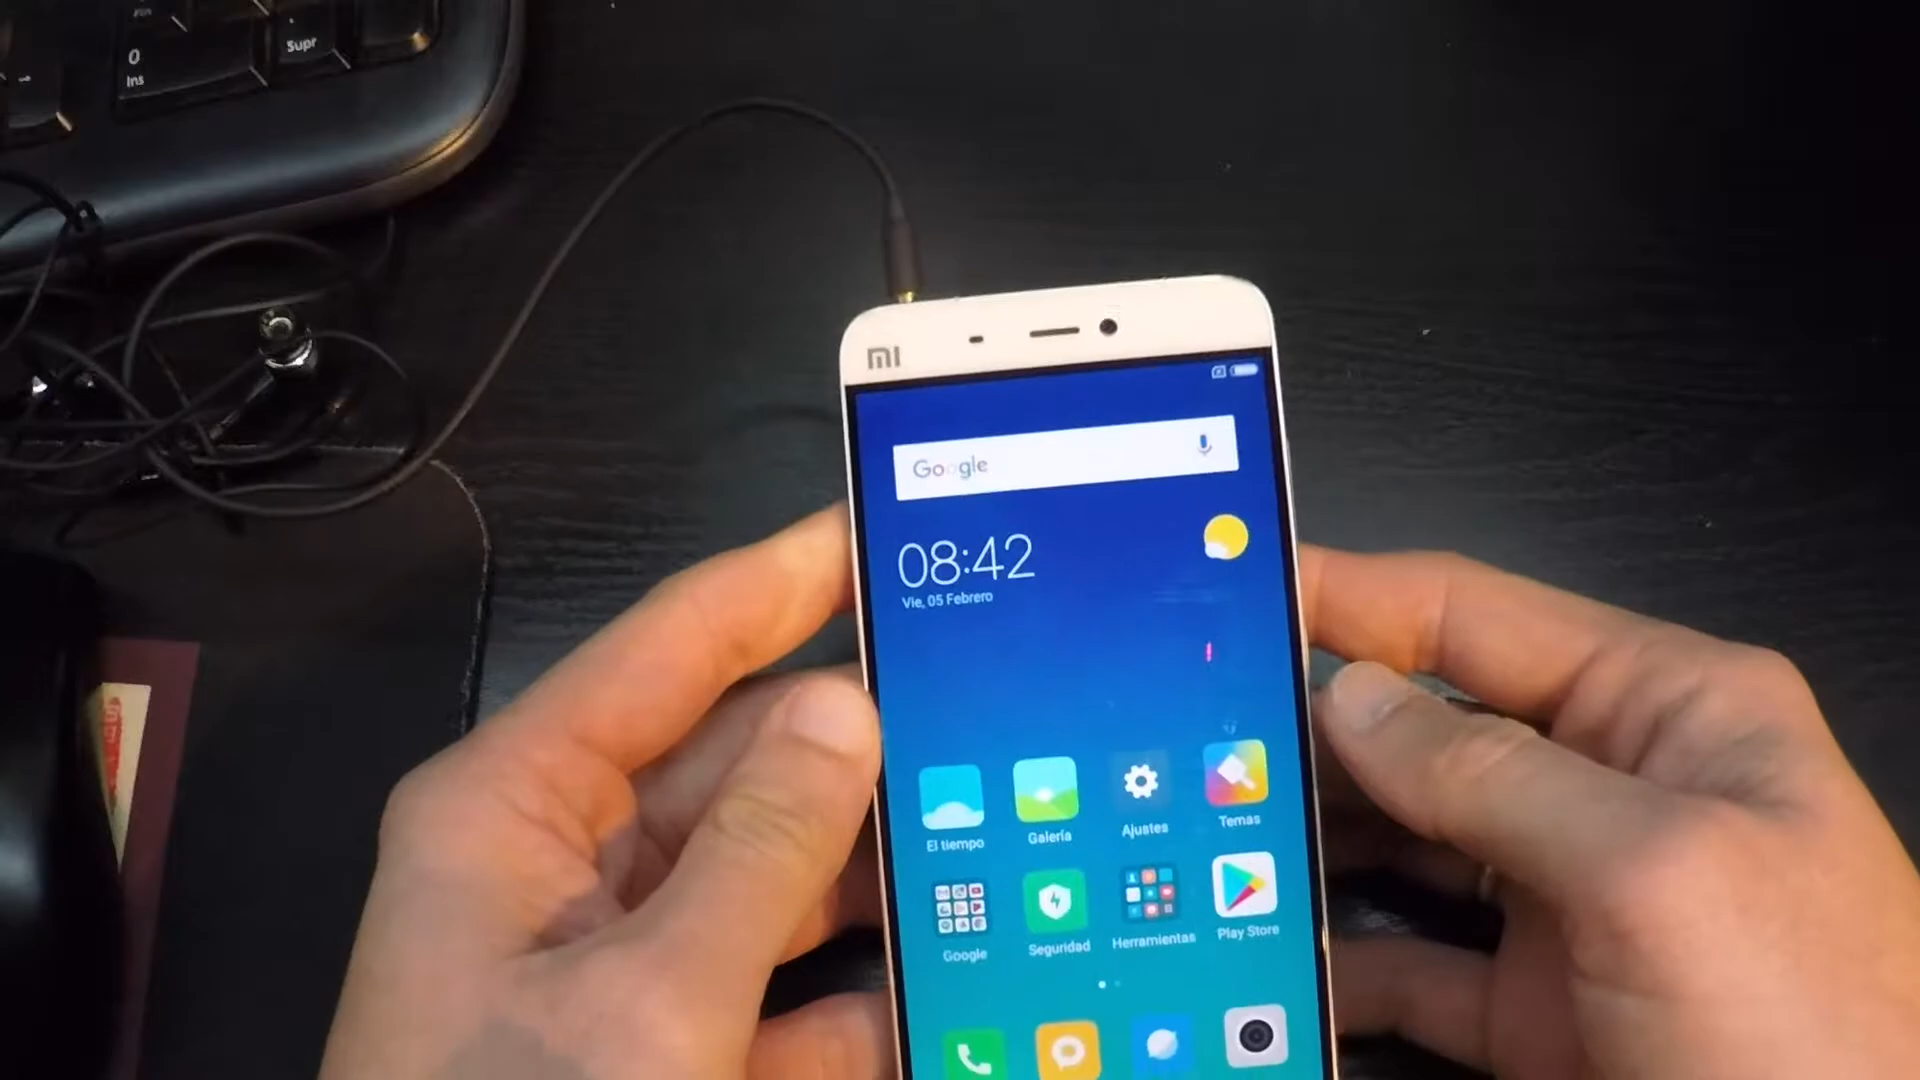 Supr
0
Ins
MI
Google
08:42
Vie, 05 Febrero
El tiempo
Galería
Ajustes
Temas
Google
Seguridad
Herramientas
Play Store